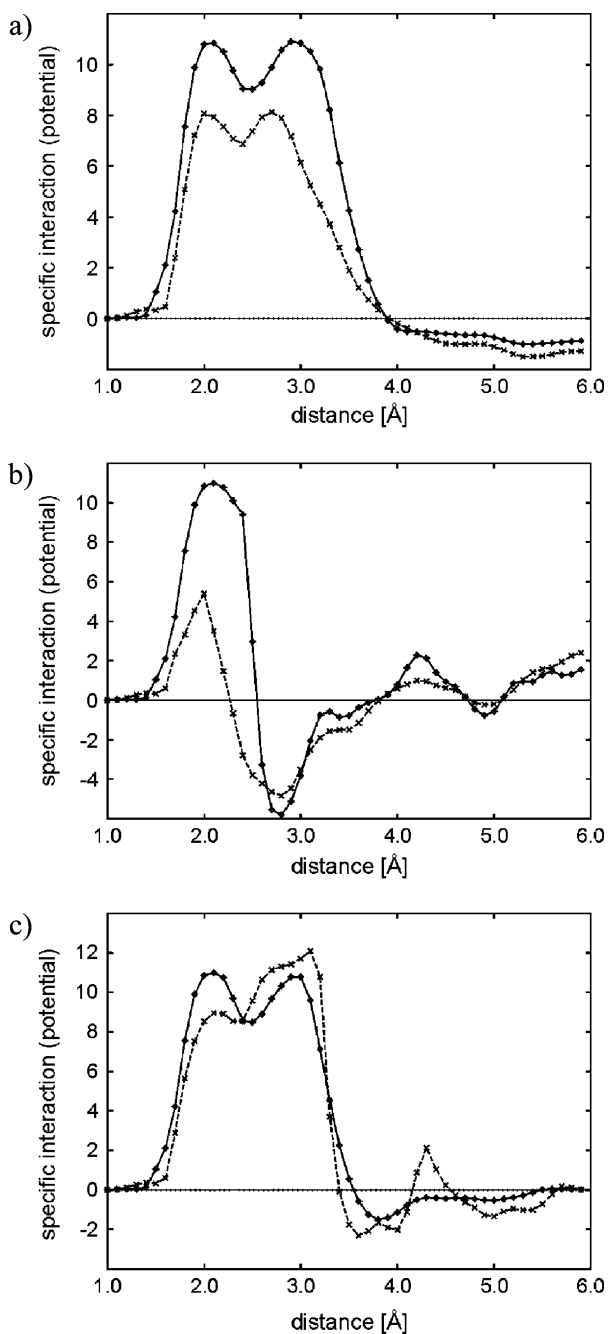 a)
specific interaction (potential)
10
8
6
4
2
0
1.0 2.0 3.0 4.0 5.0 6.0
distance [Å]
b)
specific interaction (potential)
10
8
6
4
2
0
-2
-4
1.0 2.0 3.0 4.0 5.0 6.0
distance [Å]
c)
specific interaction (potential)
12
10
8
6
4
2
0
-2
1.0 2.0 3.0 4.0 5.0 6.0
distance [Å]